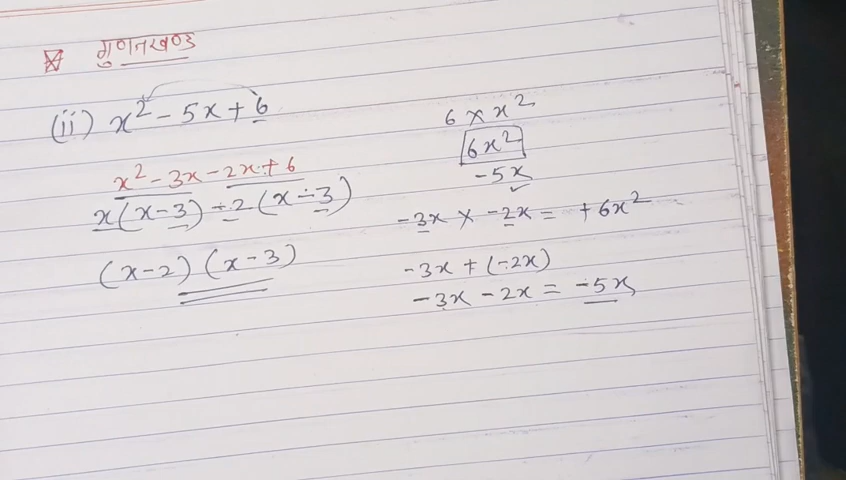 गुणनखण्ड
(ii) x² - 5x + 6
x² - 3x - 2x + 6
x(x-3) - 2(x-3)
(x-2) (x-3)
6 × x²
6x²
-5x
-3x × -2x = +6x²
-3x + (-2x)
-3x - 2x = -5x